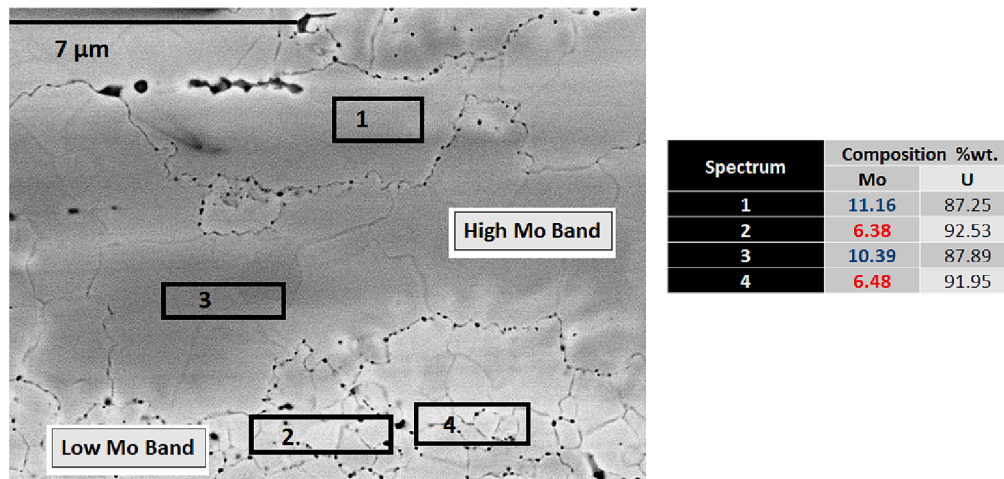 7 µm
1
High Mo Band
3
4.
2.
Low Mo Band
Spectrum Composition %wt.
Mo U
1 11.16 87.25
2 6.38 92.53
3 10.39 87.89
4 6.48 91.95